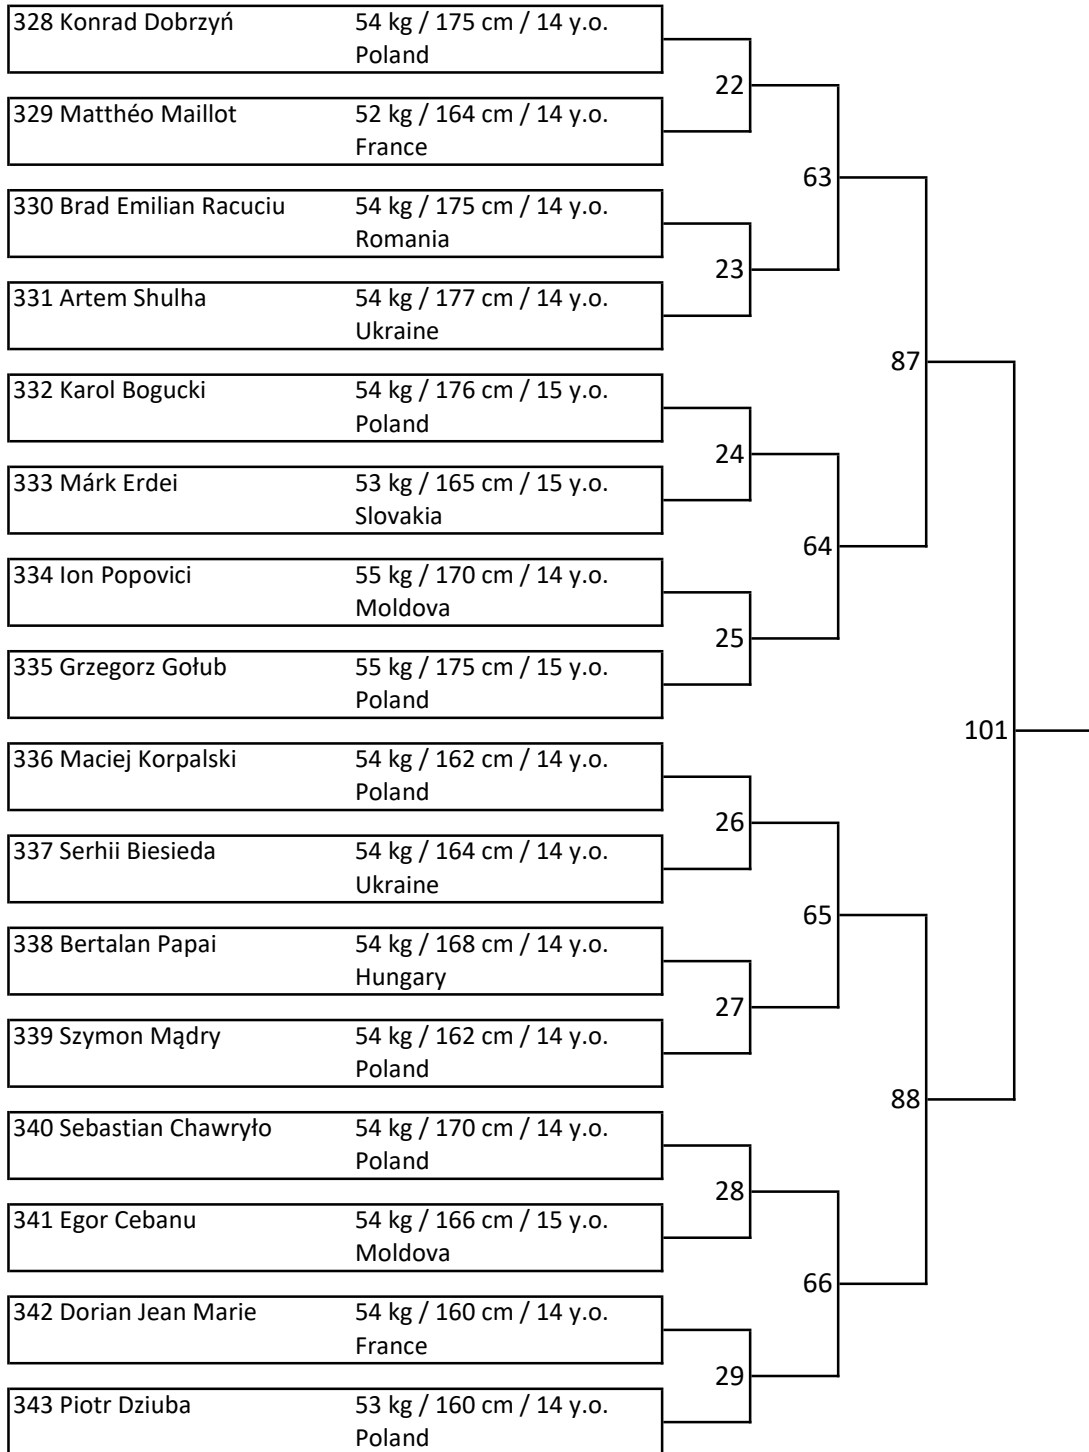 328 Konrad Dobrzyń 54 kg / 175 cm / 14 y.o.
Poland
22
329 Matthéo Maillot 52 kg / 164 cm / 14 y.o.
France
63
330 Brad Emilian Racuciu 54 kg / 175 cm / 14 y.o.
Romania
23
331 Artem Shulha 54 kg / 177 cm / 14 y.o.
Ukraine
87
332 Karol Bogucki 54 kg / 176 cm / 15 y.o.
Poland
24
333 Márk Erdei 53 kg / 165 cm / 15 y.o.
Slovakia
64
334 Ion Popovici 55 kg / 170 cm / 14 y.o.
Moldova
25
335 Grzegorz Gołub 55 kg / 175 cm / 15 y.o.
Poland
101
336 Maciej Korpalski 54 kg / 162 cm / 14 y.o.
Poland
26
337 Serhii Biesieda 54 kg / 164 cm / 14 y.o.
Ukraine
65
338 Bertalan Papai 54 kg / 168 cm / 14 y.o.
Hungary
27
339 Szymon Mądry 54 kg / 162 cm / 14 y.o.
Poland
88
340 Sebastian Chawryło 54 kg / 170 cm / 14 y.o.
Poland
28
341 Egor Cebanu 54 kg / 166 cm / 15 y.o.
Moldova
66
342 Dorian Jean Marie 54 kg / 160 cm / 14 y.o.
France
29
343 Piotr Dziuba 53 kg / 160 cm / 14 y.o.
Poland